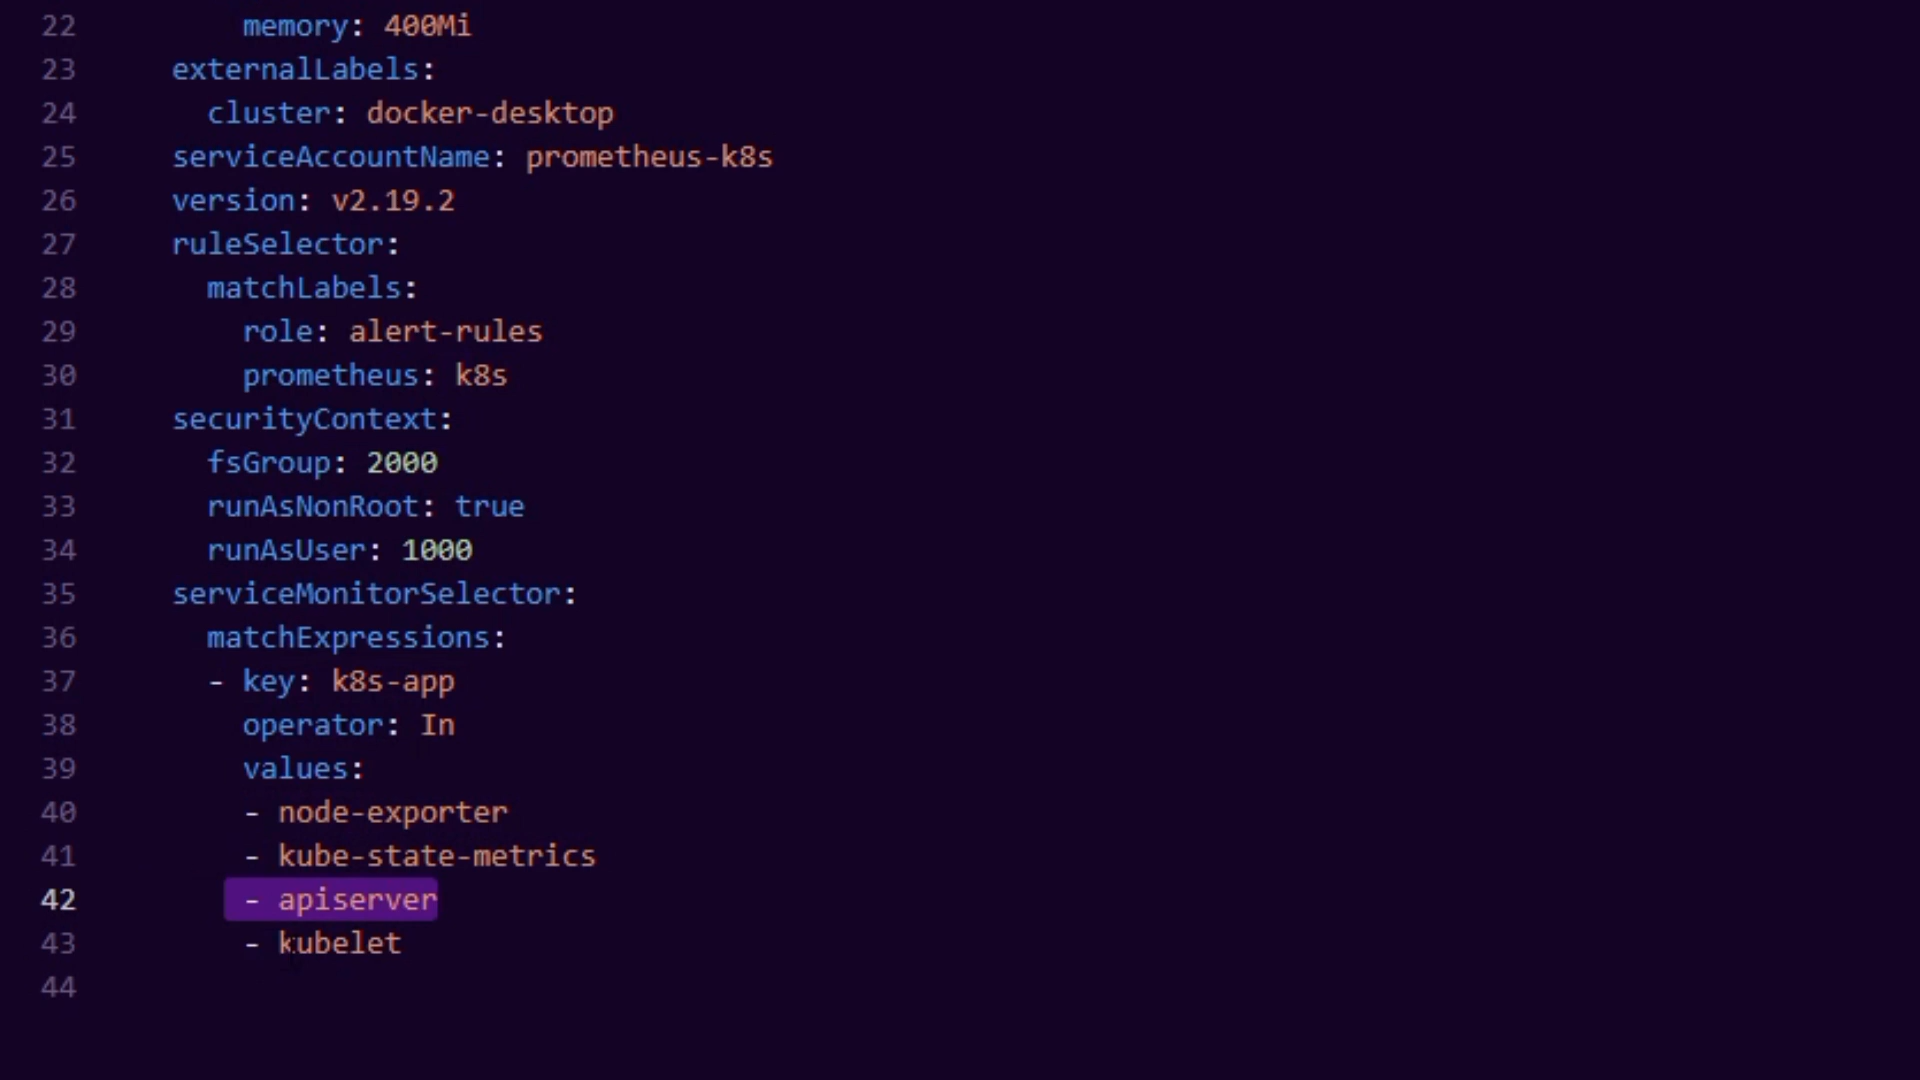 22 memory: 400Mi
23 externalLabels:
24 cluster: docker-desktop
25 serviceAccountName: prometheus-k8s
26 version: v2.19.2
27 ruleSelector:
28 matchLabels:
29 role: alert-rules
30 prometheus: k8s
31 securityContext:
32 fsGroup: 2000
33 runAsNonRoot: true
34 runAsUser: 1000
35 serviceMonitorSelector:
36 matchExpressions:
37 - key: k8s-app
38 operator: In
39 values:
40 - node-exporter
41 - kube-state-metrics
42 - apiserver
43 - kubelet
44